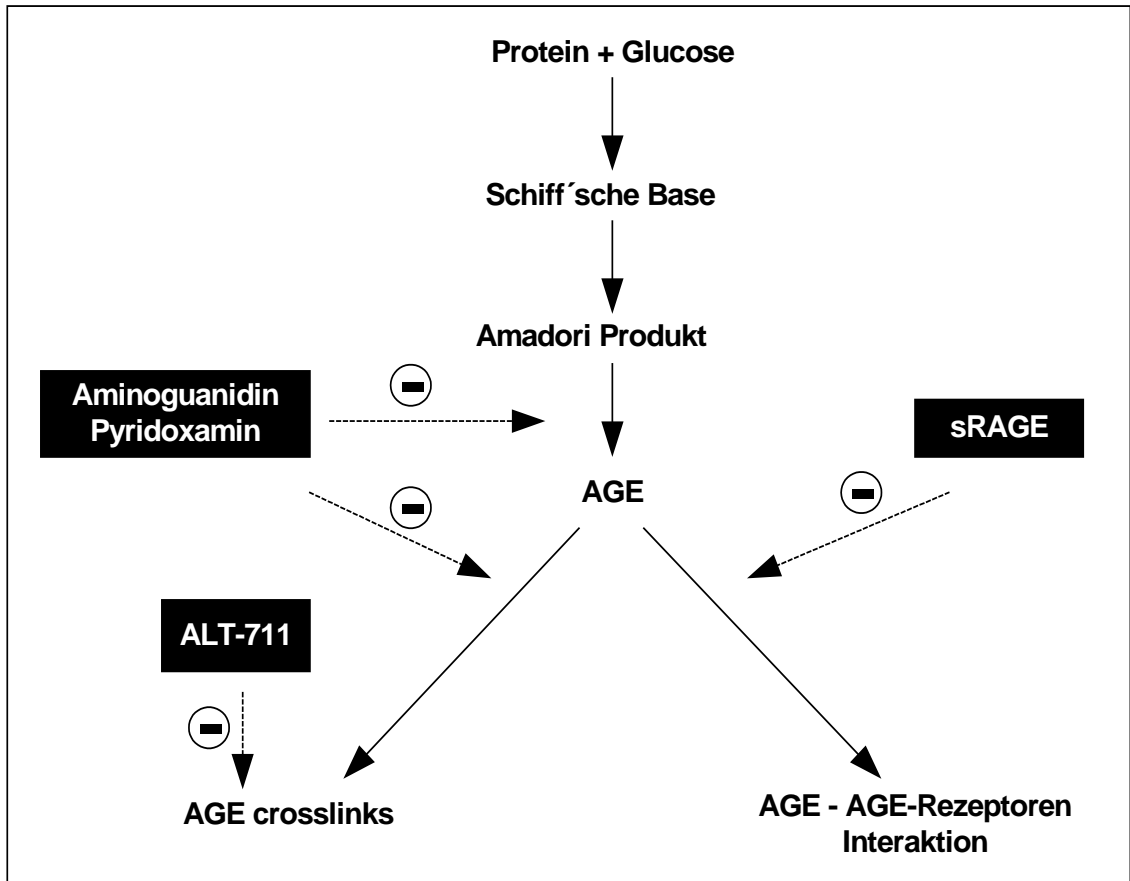 Protein + Glucose
Schiff´sche Base
Amadori Produkt
Aminoguanidin
Pyridoxamin
sRAGE
AGE
ALT-711
AGE crosslinks
AGE - AGE-Rezeptoren
Interaktion